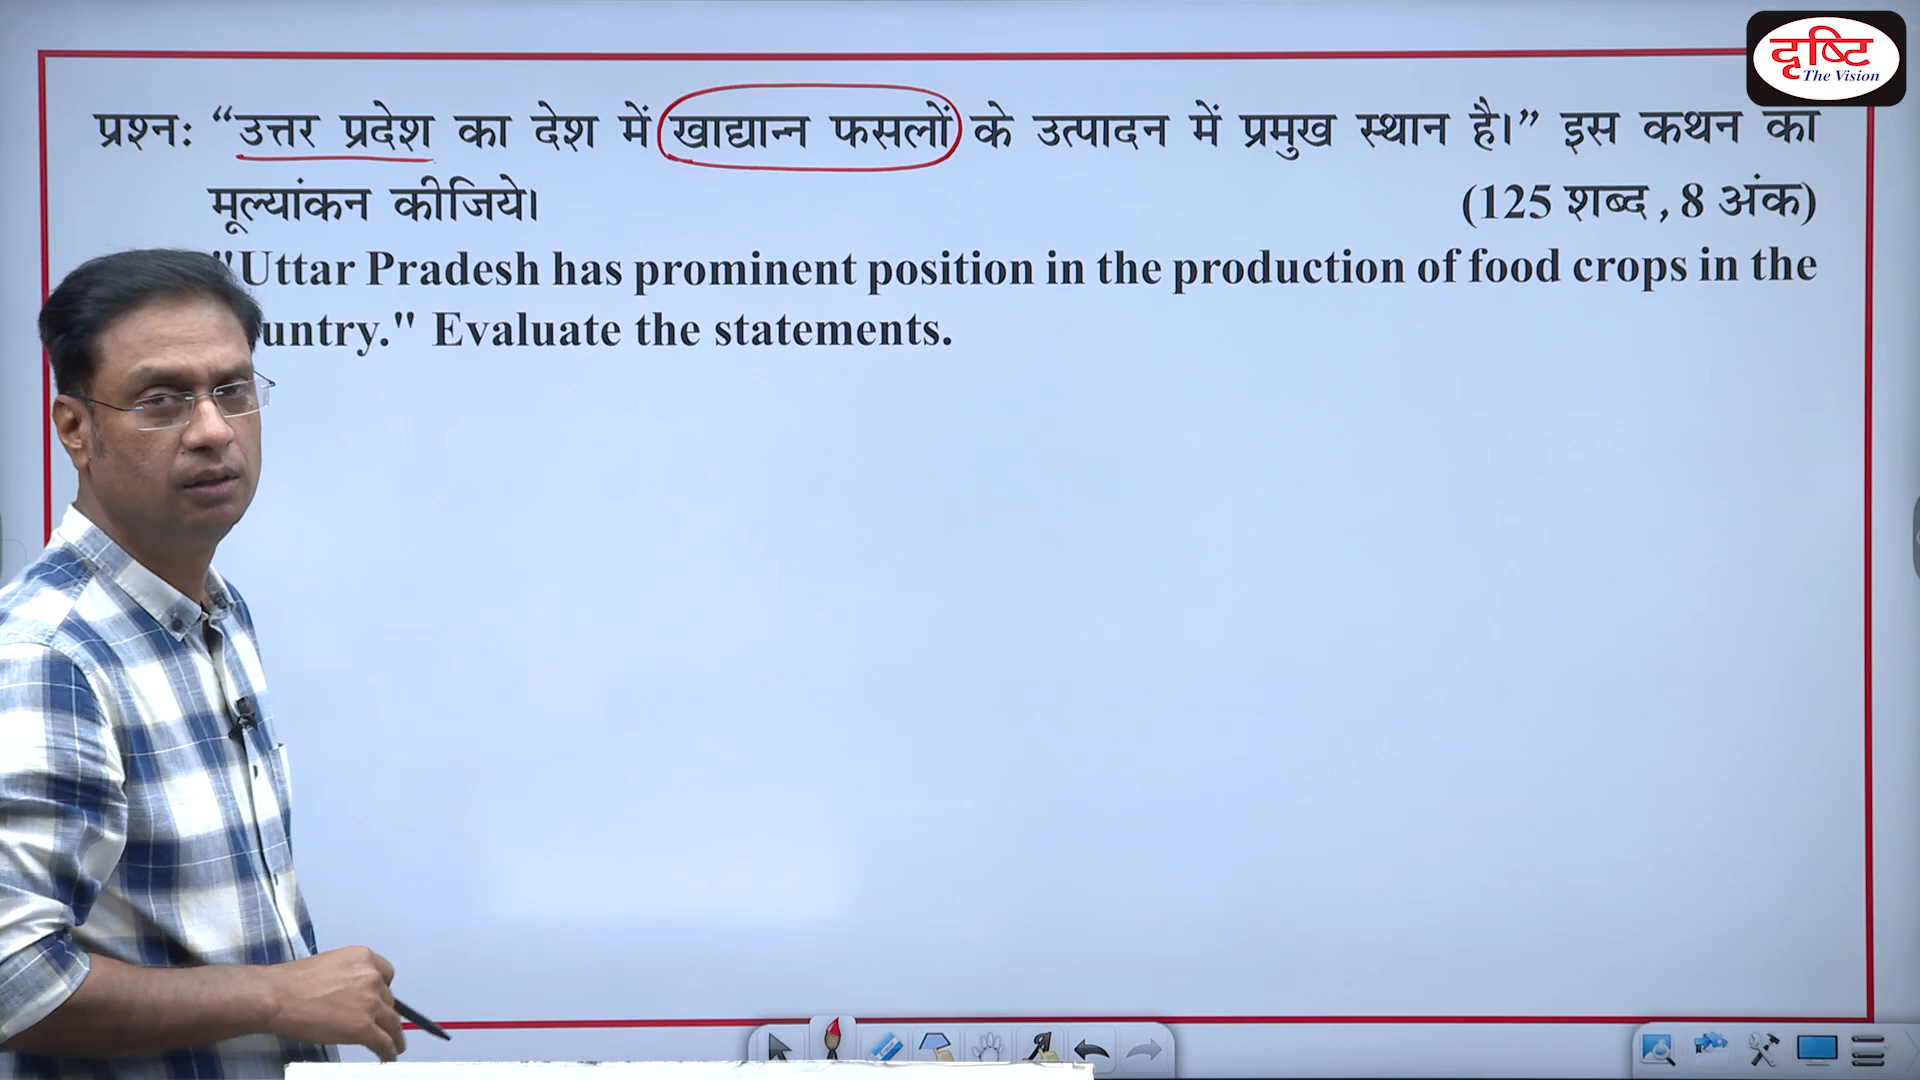 दृष्टि
The Vision
प्रश्न: “उत्तर प्रदेश का देश में खाद्यान्न फसलों के उत्पादन में प्रमुख स्थान है।” इस कथन का
मूल्यांकन कीजिये। (125 शब्द , 8 अंक)
"Uttar Pradesh has prominent position in the production of food crops in the
untry." Evaluate the statements.